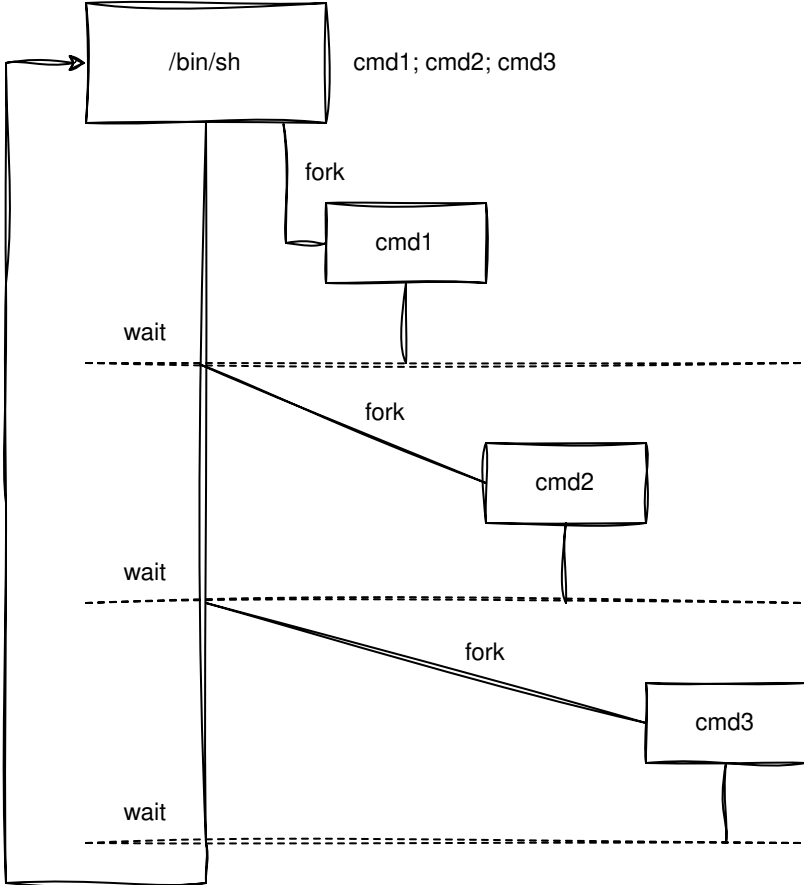 /bin/sh
cmd1; cmd2; cmd3
fork
cmd1
wait
fork
cmd2
wait
fork
cmd3
wait